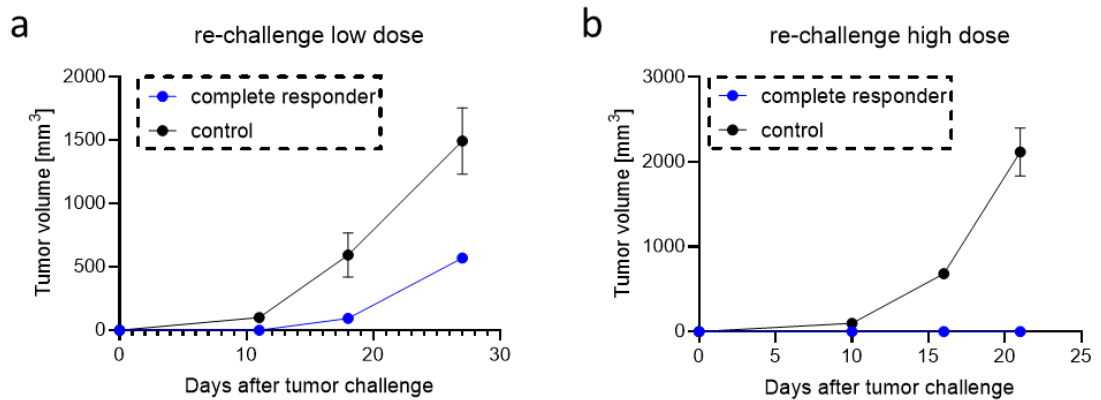 a
re-challenge low dose
complete responder
control
Tumor volume [mm³]
2000
1500
1000
500
0
0 10 20 30
Days after tumor challenge
b
re-challenge high dose
complete responder
control
Tumor volume [mm³]
3000
2000
1000
0
0 5 10 15 20 25
Days after tumor challenge